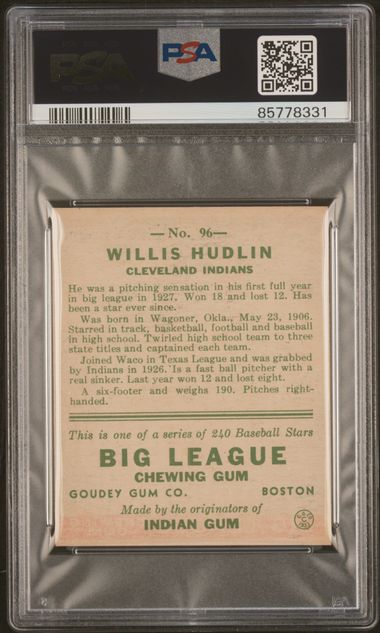 PSA
PSA
85778331
—No. 96—
WILLIS HUDLIN
CLEVELAND INDIANS
He was a pitching sensation in his first full year
in big league in 1927. Won 18 and lost 12. Has
been a star ever since.
Was born in Wagoner, Okla., May 23, 1906.
Starred in track, basketball, football and baseball
in high school. Twirled high school team to three
state titles and captained each team.
Joined Waco in Texas League and was grabbed
by Indians in 1926. Is a fast ball pitcher with a
real sinker. Last year won 12 and lost eight.
A six-footer and weighs 190. Pitches right-
handed.
This is one of a series of 240 Baseball Stars
BIG LEAGUE
CHEWING GUM
GOUDEY GUM CO. BOSTON
Made by the originators of
INDIAN GUM